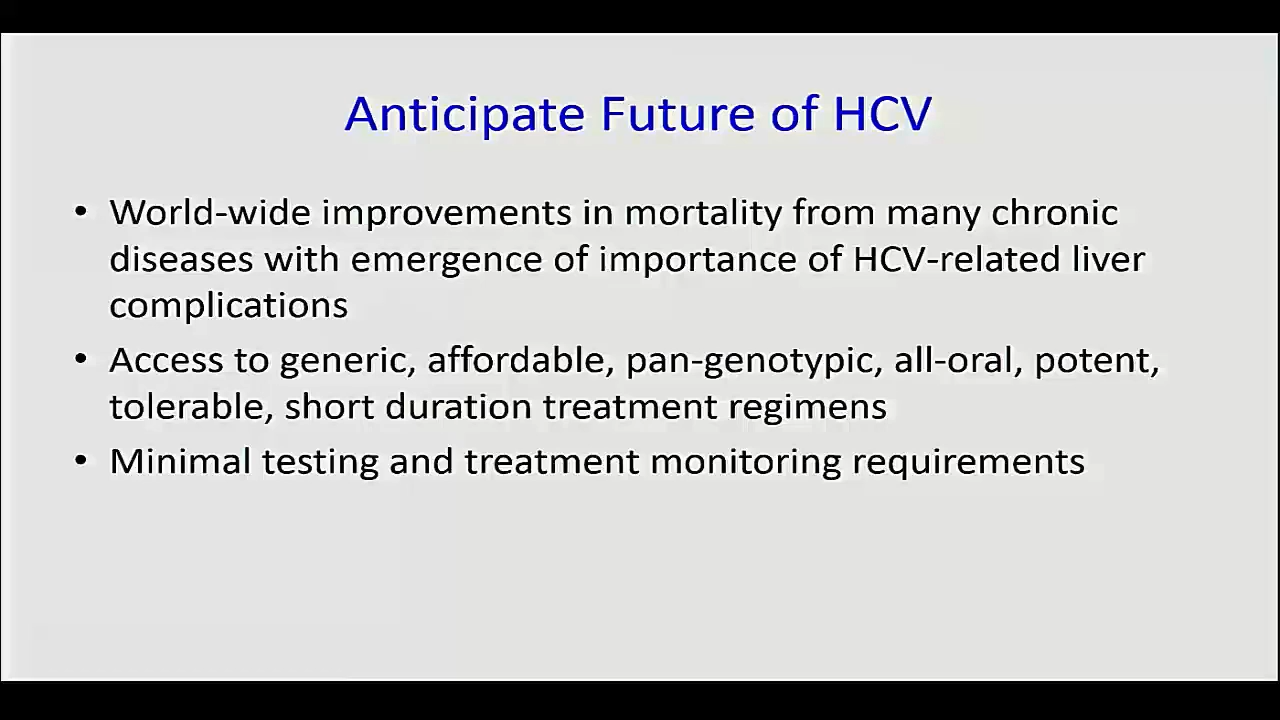 Anticipate Future of HCV
• World-wide improvements in mortality from many chronic
diseases with emergence of importance of HCV-related liver
complications
• Access to generic, affordable, pan-genotypic, all-oral, potent,
tolerable, short duration treatment regimens
• Minimal testing and treatment monitoring requirements